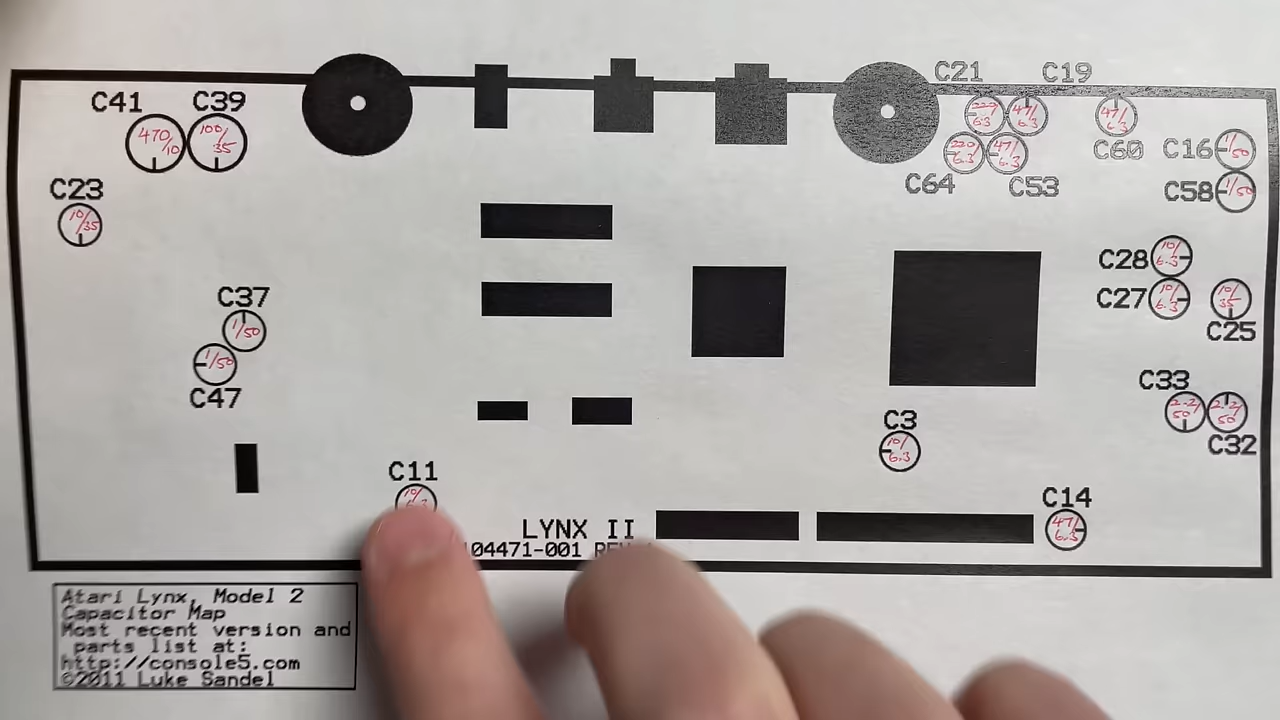 C21 C19
C41 C39
470/10 100/35 47/6.3 47/6.3
C60 C16 1/50
220/6.3 47/6.3
C64 C53
C23 C58 1/50
10/35
C28 10/6.3
C37 C27 10/6.3 10/35
1/50 C25
1/50
C47
C33
2.2/50 2.2/50
C3 C32
10/6.3
C11 C14
10/6.3 47/6.3
LYNX II
104471-001
Atari Lynx, Model 2
Capacitor Map
Most recent version and
parts list at:
http://console5.com
©2011 Luke Sandel